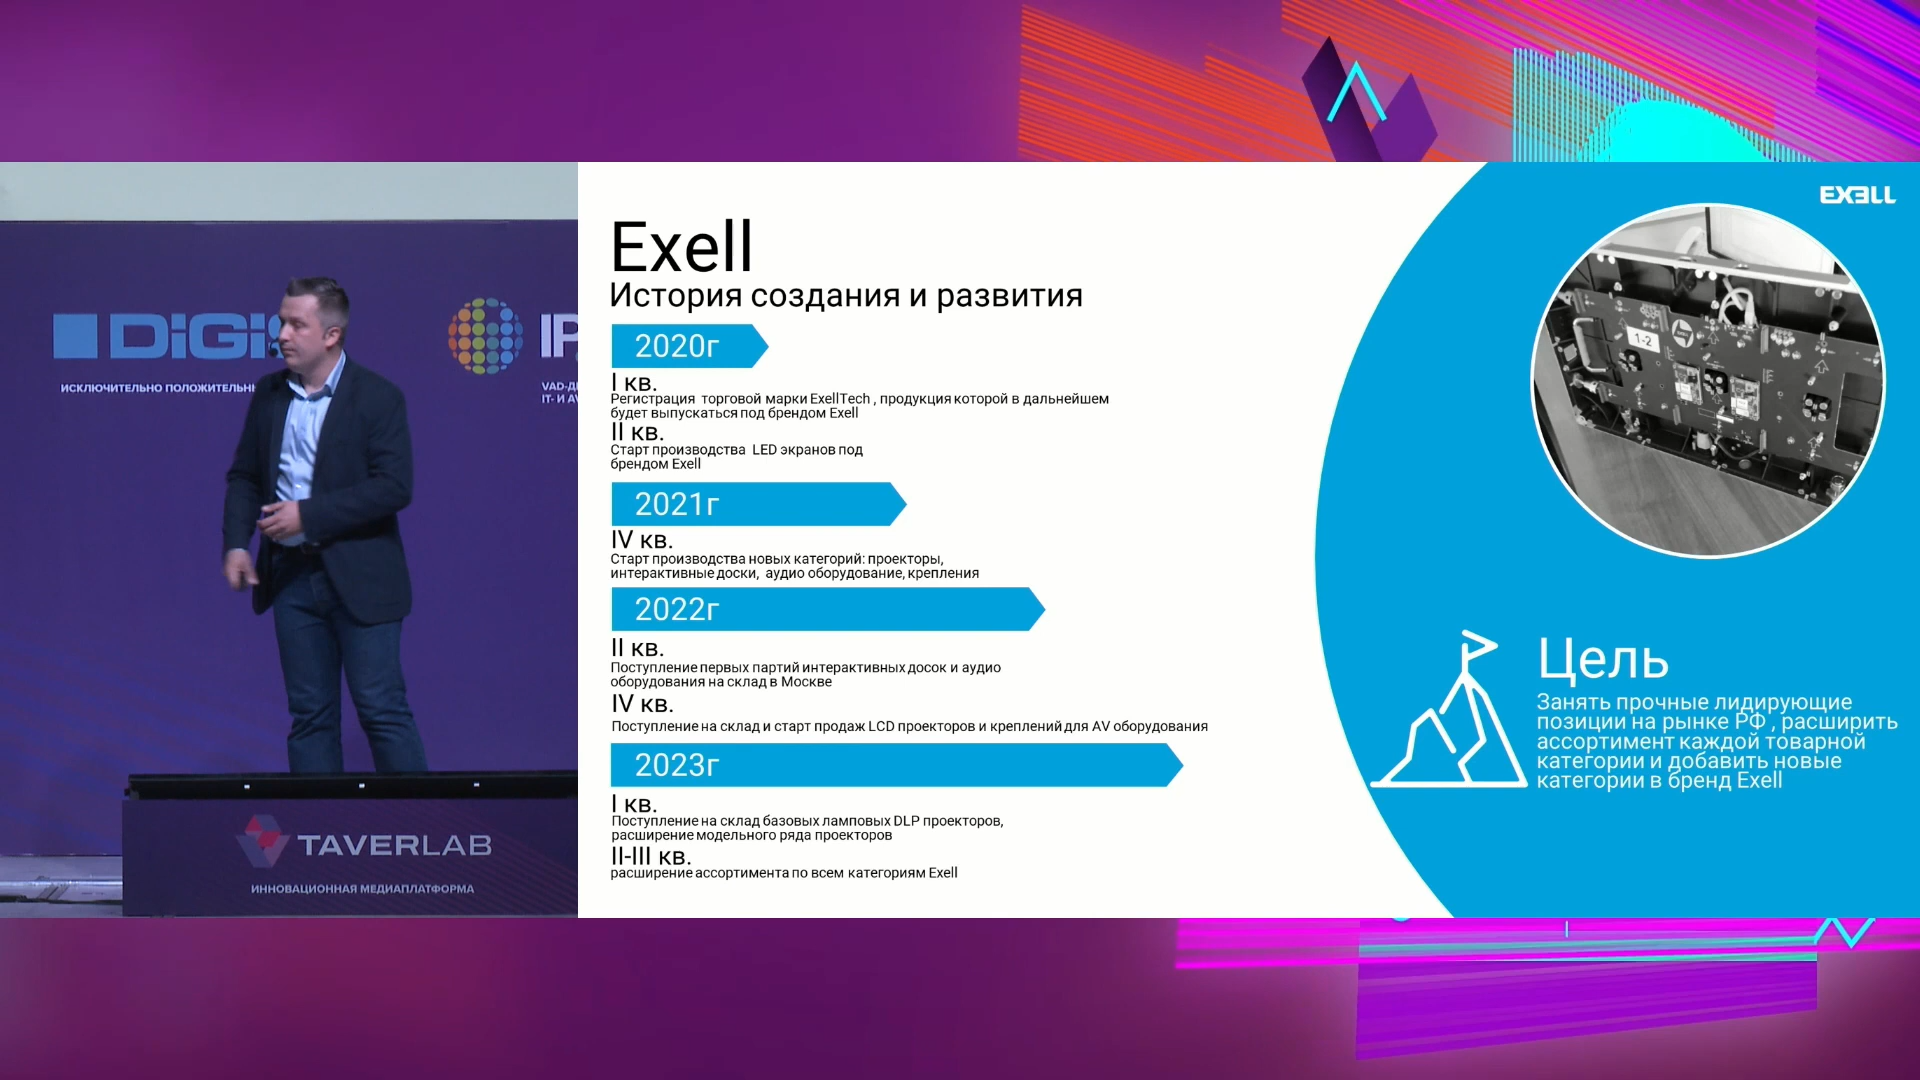 DiGiS
ИСКЛЮЧИТЕЛЬНО
IP
TAVERLAB
ИННОВАЦИОННАЯ МЕДИАПЛАТФОРМА
Exell
История создания и развития
2020г
I кв.
Регистрация торговой марки ExellTech , продукция которой в дальнейшем
будет выпускаться под брендом Exell
II кв.
Старт производства LED экранов под
брендом Exell
2021г
IV кв.
Старт производства новых категорий: проекторы,
интерактивные доски, аудио оборудование, крепления
2022г
II кв.
Поступление первых партий интерактивных досок и аудио
оборудования на склад в Москве
IV кв.
Поступление на склад и старт продаж LCD проекторов и креплений для AV оборудования
2023г
I кв.
Поступление на склад базовых ламповых DLP проекторов,
расширение модельного ряда проекторов
II-III кв.
расширение ассортимента по всем категориям Exell
EXELL
1-2
Цель
Занять прочные лидирующие
позиции на рынке РФ , расширить
ассортимент каждой товарной
категории и добавить новые
категории в бренд Exell